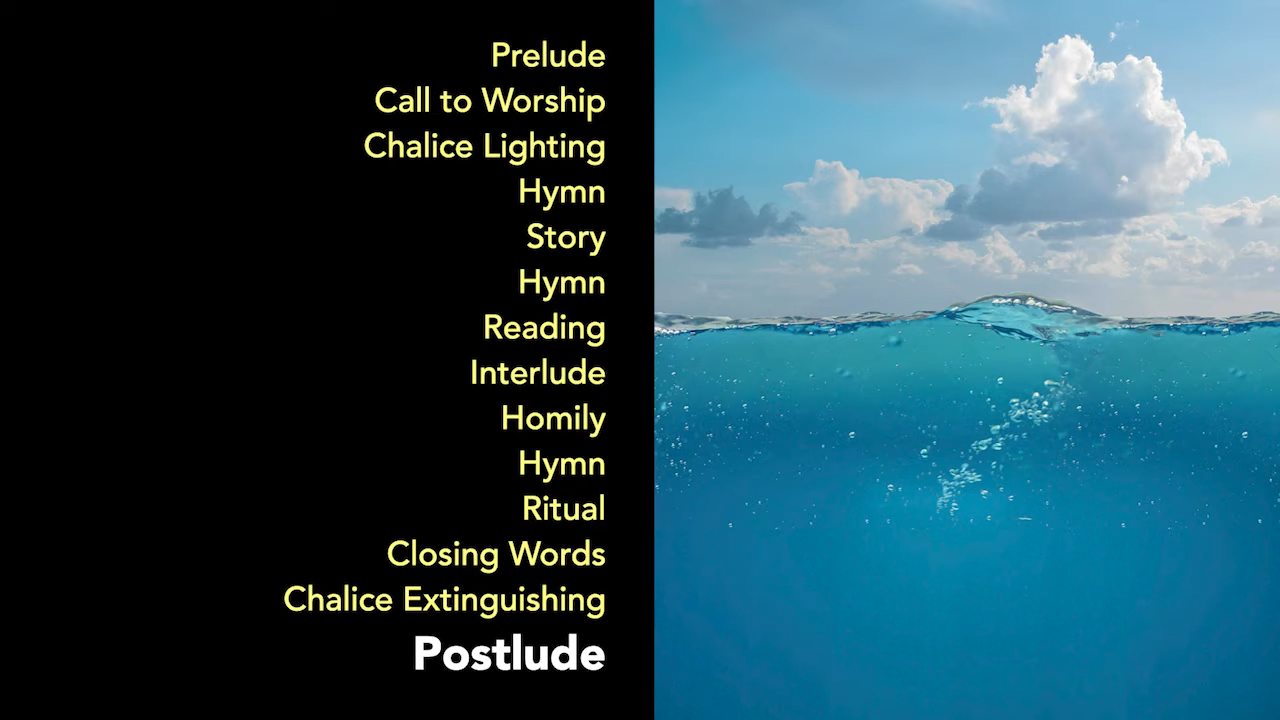 Prelude
Call to Worship
Chalice Lighting
Hymn
Story
Hymn
Reading
Interlude
Homily
Hymn
Ritual
Closing Words
Chalice Extinguishing
Postlude